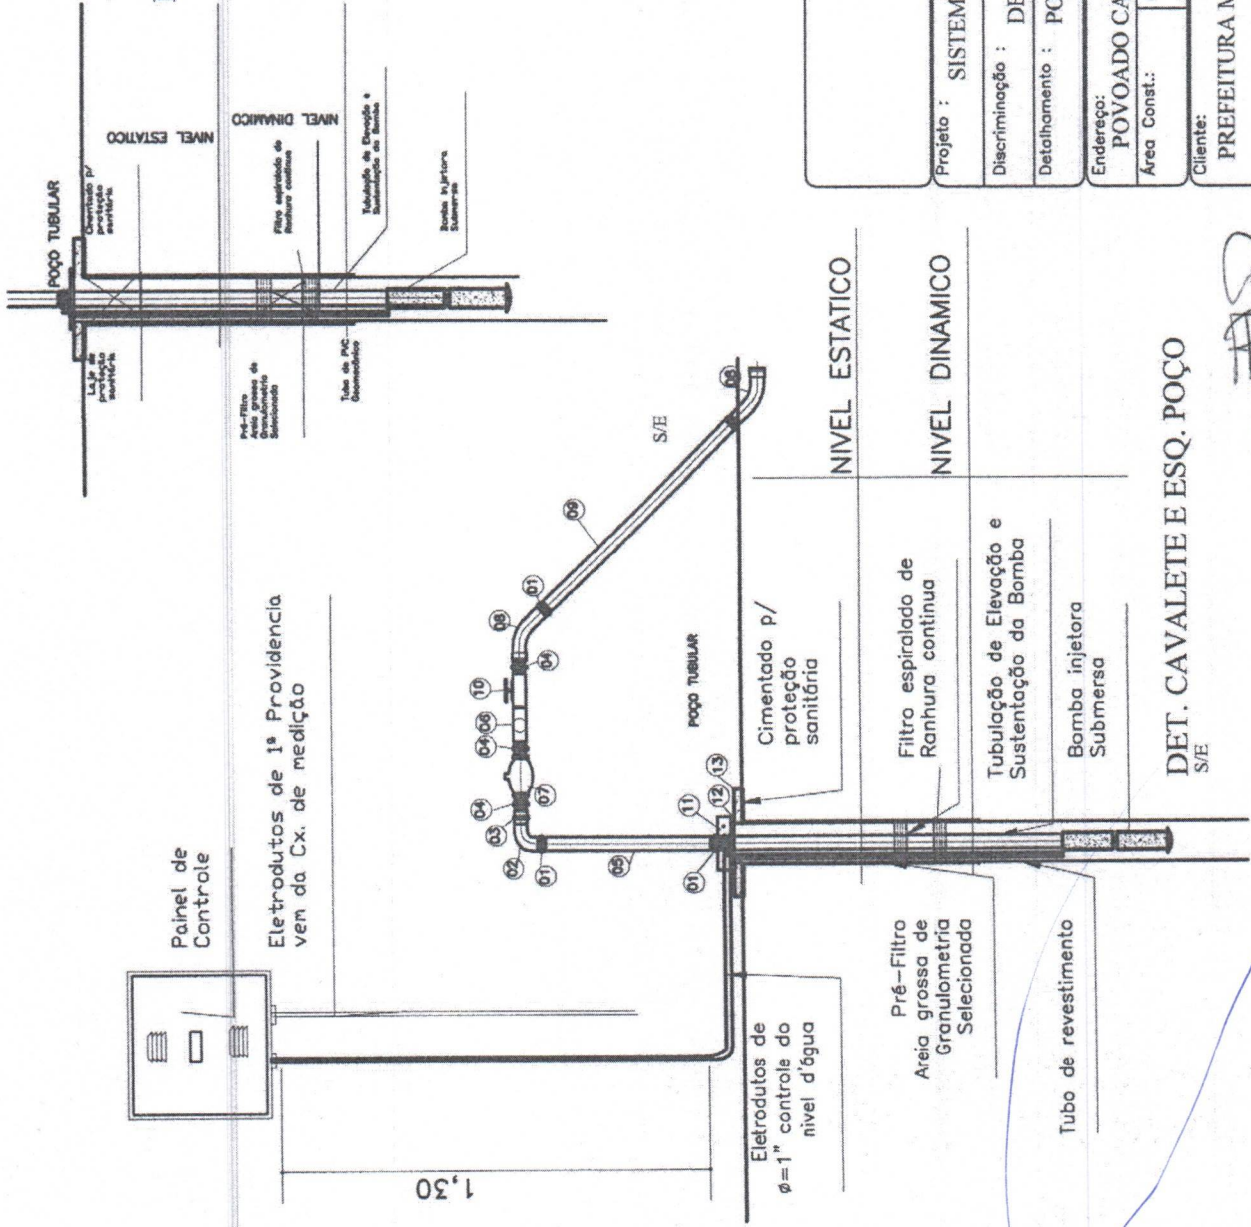 POÇO TUBULAR
Cimentado p/
proteção
sanitária
NIVEL ESTATICO
Laje de
proteção
sanitária
Filtro espiralado de
Ranhura continua
NIVEL DINAMICO
Pré-Filtro
Areia grossa de
Granulometria
Selecionada
Tubulação de Elevação e
Sustentação da Bomba
Tubo de PVC
Geomecânico
Bomba injetora
Submersa
Painel de
Controle
Eletrodutos de 1ª Providencia
vem da Cx. de medição
1,30
S/E
01
02
03
04
07
04
06
10
04
08
01
09
08
05
01
11
12
13
POÇO TUBULAR
Cimentado p/
proteção
sanitária
NIVEL ESTATICO
NIVEL DINAMICO
Eletrodutos de
ø=1" controle do
nivel d'água
Pré-Filtro
Areia grossa de
Granulometria
Selecionada
Tubo de revestimento
Filtro espiralado de
Ranhura continua
Tubulação de Elevação e
Sustentação da Bomba
Bomba injetora
Submersa
DET. CAVALETE E ESQ. POÇO
S/E
Projeto :
SISTEM
Discriminação :
DE
Detalhamento :
PO
Endereço:
POVOADO CA
Área Const.:
Cliente:
PREFEITURA M